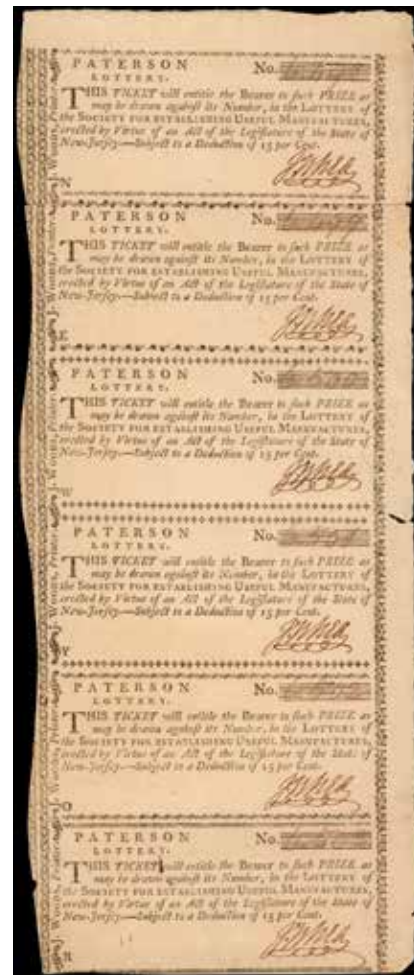 PATERSON No.
LOTTERY.
THIS TICKET will entitle the Bearer to such PRIZE as
may be drawn against its Number, in the LOTTERY of
the SOCIETY FOR ESTABLISHING USEFUL MANUFACTURES,
erected by Virtue of an Act of the Legislature of the State of
New-Jersey.—Subject to a Deduction of 15 per Cent.
N
PATERSON No.
LOTTERY.
THIS TICKET will entitle the Bearer to such PRIZE as
may be drawn against its Number, in the LOTTERY of
the SOCIETY FOR ESTABLISHING USEFUL MANUFACTURES,
erected by Virtue of an Act of the Legislature of the State of
New-Jersey.—Subject to a Deduction of 15 per Cent.
E
PATERSON No.
LOTTERY.
THIS TICKET will entitle the Bearer to such PRIZE as
may be drawn against its Number, in the LOTTERY of
the SOCIETY FOR ESTABLISHING USEFUL MANUFACTURES,
erected by Virtue of an Act of the Legislature of the State of
New-Jersey.—Subject to a Deduction of 15 per Cent.
W
PATERSON No.
LOTTERY.
THIS TICKET will entitle the Bearer to such PRIZE as
may be drawn against its Number, in the LOTTERY of
the SOCIETY FOR ESTABLISHING USEFUL MANUFACTURES,
erected by Virtue of an Act of the Legislature of the State of
New-Jersey.—Subject to a Deduction of 15 per Cent.
Y
PATERSON No.
LOTTERY.
THIS TICKET will entitle the Bearer to such PRIZE as
may be drawn against its Number, in the LOTTERY of
the SOCIETY FOR ESTABLISHING USEFUL MANUFACTURES,
erected by Virtue of an Act of the Legislature of the State of
New-Jersey.—Subject to a Deduction of 15 per Cent.
O
PATERSON No.
LOTTERY.
THIS TICKET will entitle the Bearer to such PRIZE as
may be drawn against its Number, in the LOTTERY of
the SOCIETY FOR ESTABLISHING USEFUL MANUFACTURES,
erected by Virtue of an Act of the Legislature of the State of
New-Jersey.—Subject to a Deduction of 15 per Cent.
R